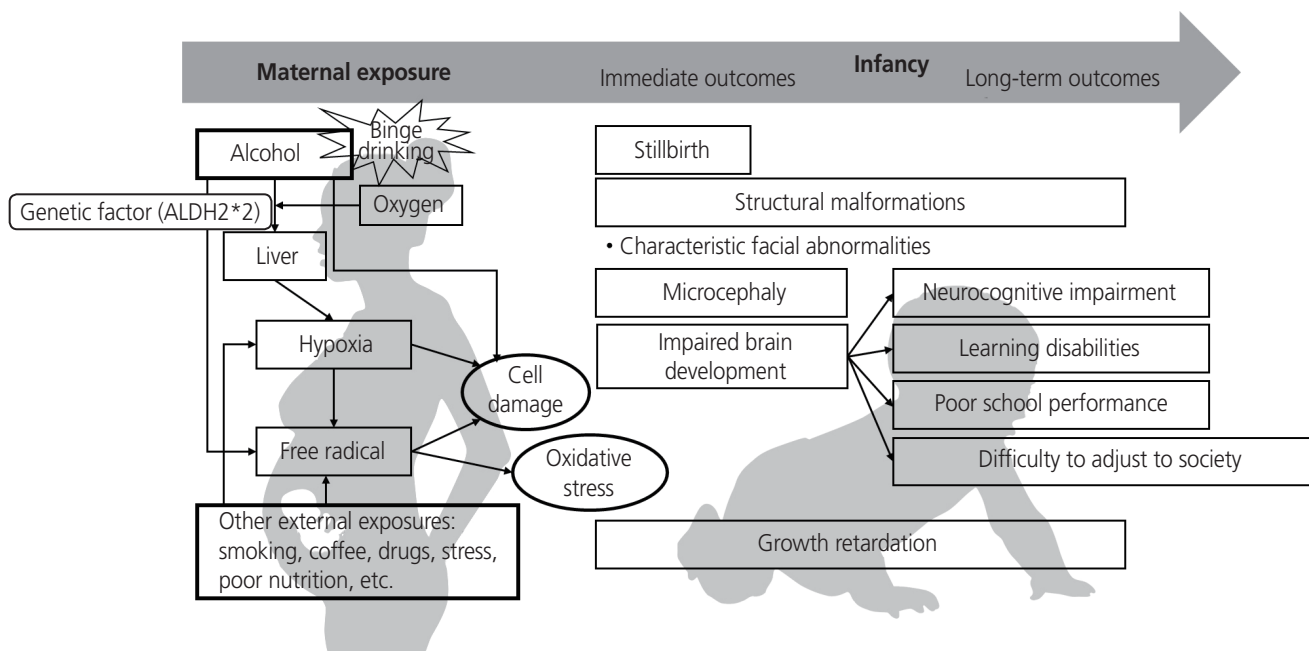 Maternal exposure
Infancy
Immediate outcomes
Long-term outcomes
Binge
drinking
Alcohol
Stillbirth
Genetic factor (ALDH2*2)
Oxygen
Structural malformations
• Characteristic facial abnormalities
Liver
Microcephaly
Neurocognitive impairment
Hypoxia
Impaired brain
development
Learning disabilities
Cell
damage
Poor school performance
Free radical
Difficulty to adjust to society
Oxidative
stress
Other external exposures:
smoking, coffee, drugs, stress,
poor nutrition, etc.
Growth retardation